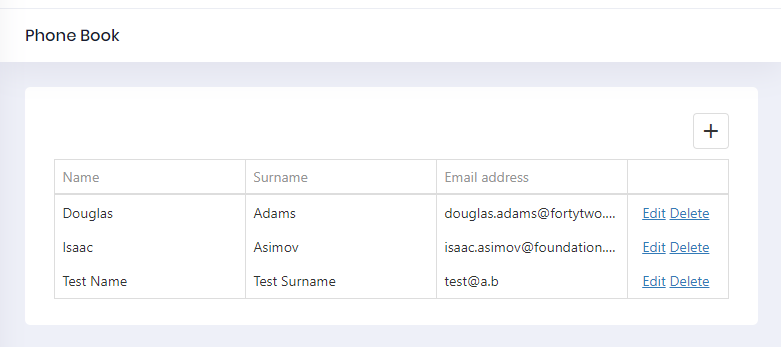 Phone Book
+
Name Surname Email address
Douglas Adams douglas.adams@fortytwo.... Edit Delete
Isaac Asimov isaac.asimov@foundation.... Edit Delete
Test Name Test Surname test@a.b Edit Delete